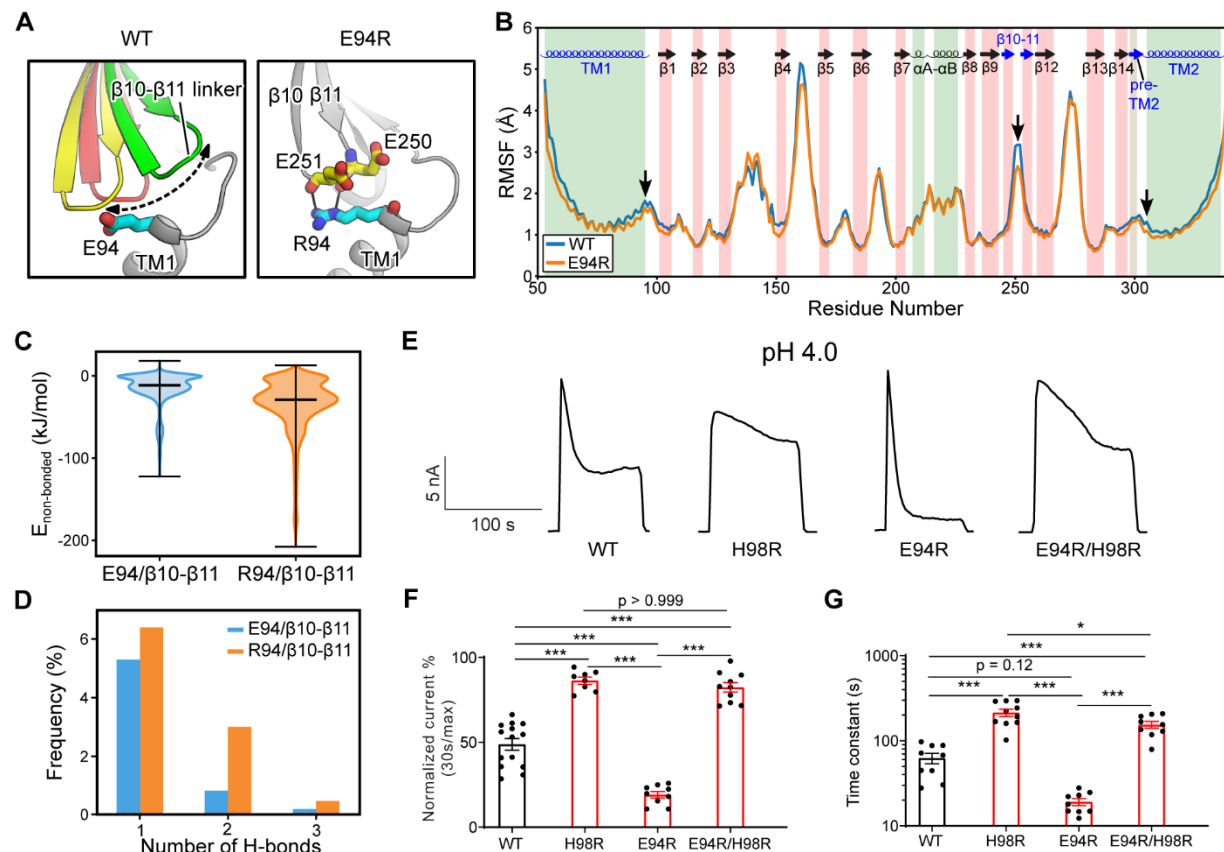 A
WT
E94R
β10-β11
linker
E94
TM1
β10 β11
E250
E251
R94
TM1
B
6
5
4
3
2
1
0
RMSF (Å)
TM1
β1
β2
β3
β4
β5
β6
β7
αA-αB
β8
β9
β10-11
β12
β13
β14
pre-
TM2
TM2
WT
E94R
50
100
150
200
250
300
Residue Number
C
0
-100
-200
Enon-bonded (kJ/mol)
E94/β10-β11
R94/β10-β11
D
6
4
2
0
Frequency (%)
E94/β10-β11
R94/β10-β11
1
2
3
Number of H-bonds
E
pH 4.0
5 nA
100 s
WT
H98R
E94R
E94R/H98R
F
p > 0.999
***
***
*** *** ***
100
50
0
Normalized current %
(30s/max)
WT
H98R
E94R
E94R/H98R
G
*
***
p = 0.12
*** *** ***
1000
100
10
Time constant (s)
WT
H98R
E94R
E94R/H98R